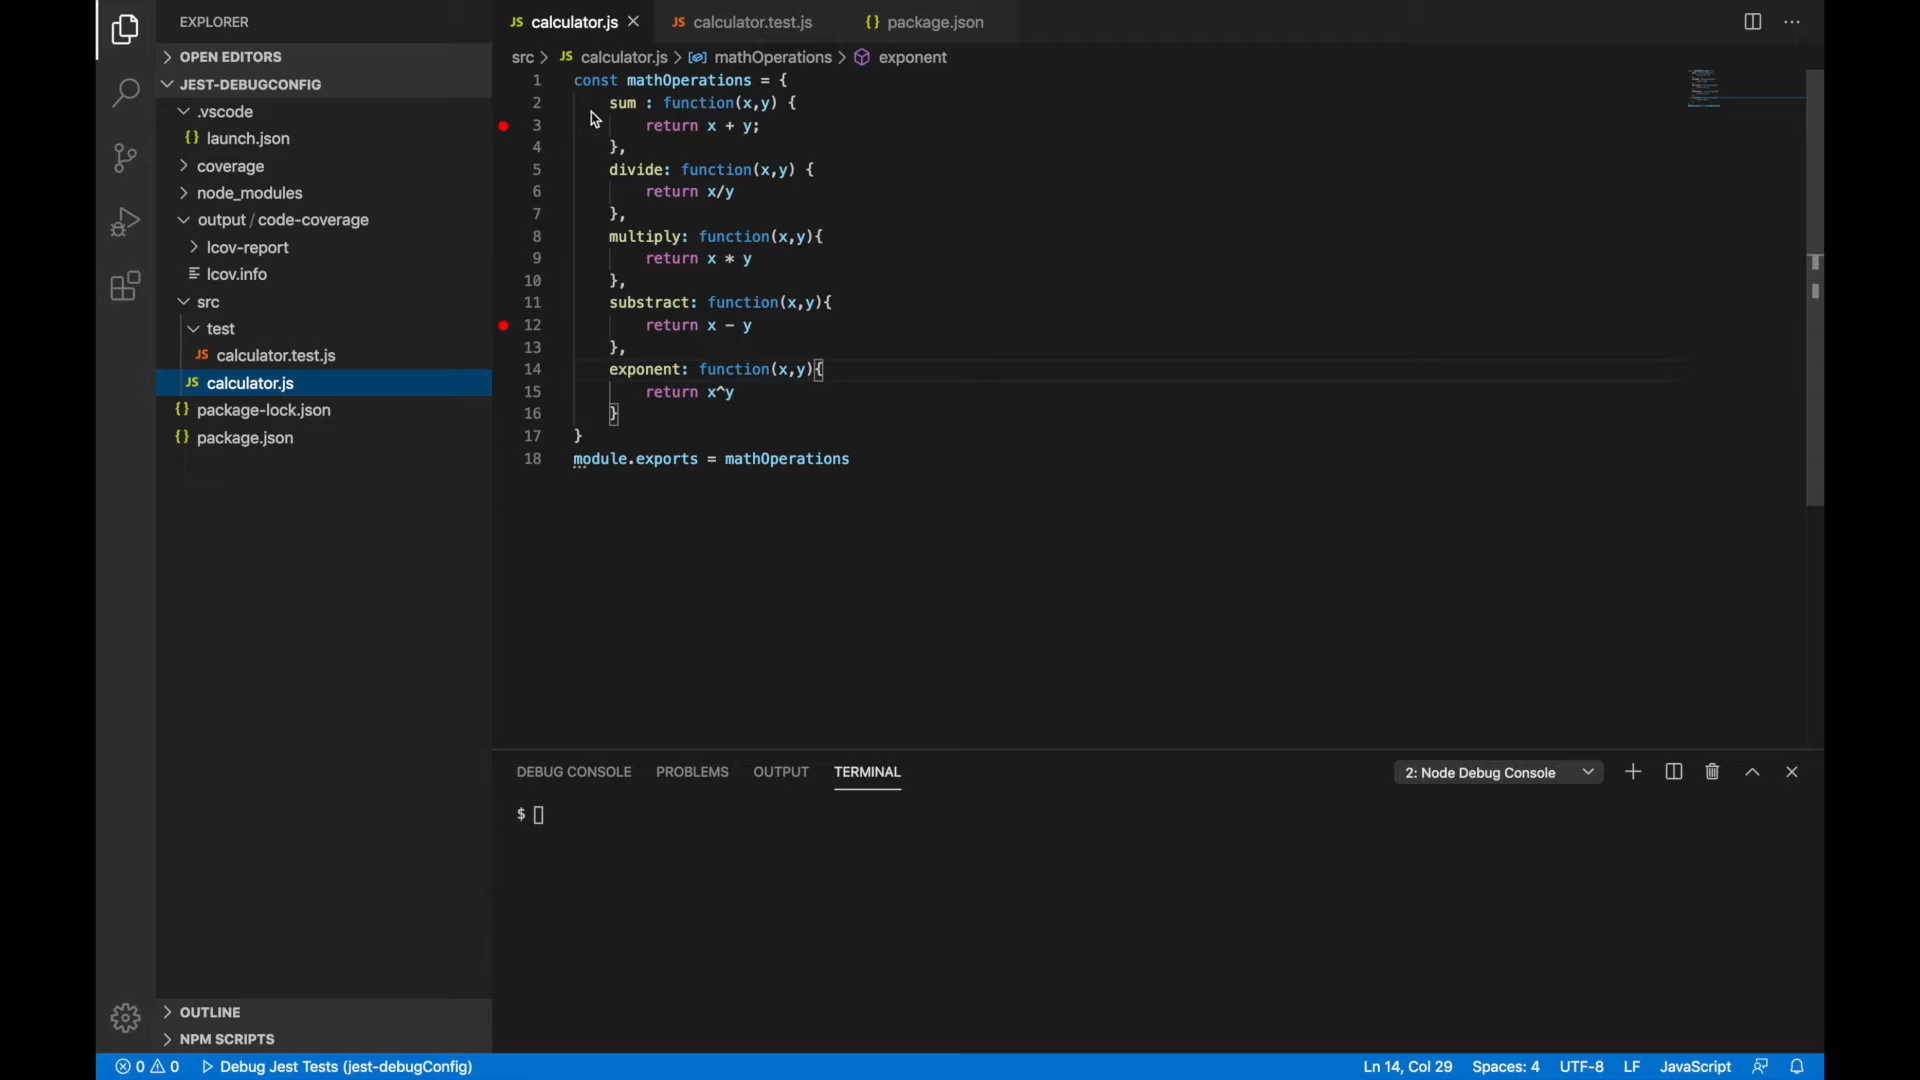 EXPLORER
OPEN EDITORS
JEST-DEBUGCONFIG
.vscode
{} launch.json
coverage
node_modules
output / code-coverage
lcov-report
lcov.info
src
test
JS calculator.test.js
JS calculator.js
{} package-lock.json
{} package.json
OUTLINE
NPM SCRIPTS
JS calculator.js JS calculator.test.js {} package.json
src > JS calculator.js > mathOperations > exponent
1 const mathOperations = {
2 sum : function(x,y) {
3 return x + y;
4 },
5 divide: function(x,y) {
6 return x/y
7 },
8 multiply: function(x,y){
9 return x * y
10 },
11 substract: function(x,y){
12 return x - y
13 },
14 exponent: function(x,y){
15 return x^y
16 }
17 }
18 module.exports = mathOperations
DEBUG CONSOLE PROBLEMS OUTPUT TERMINAL 2: Node Debug Console
$
0 0 Debug Jest Tests (jest-debugConfig) Ln 14, Col 29 Spaces: 4 UTF-8 LF JavaScript